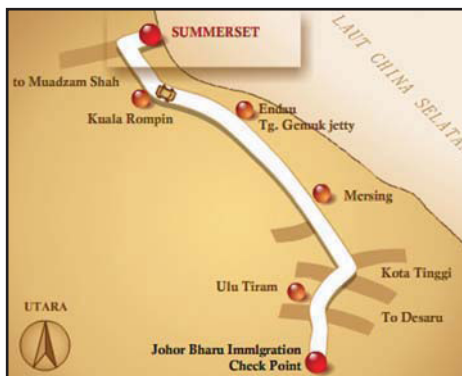 SUMMERSET
LAUT CHINA SELATAN
to Muadzam Shah
Kuala Rompin
Endau
Tg. Gemuk jetty
Mersing
Kota Tinggi
Ulu Tiram
To Desaru
UTARA
Johor Bharu Immigration
Check Point